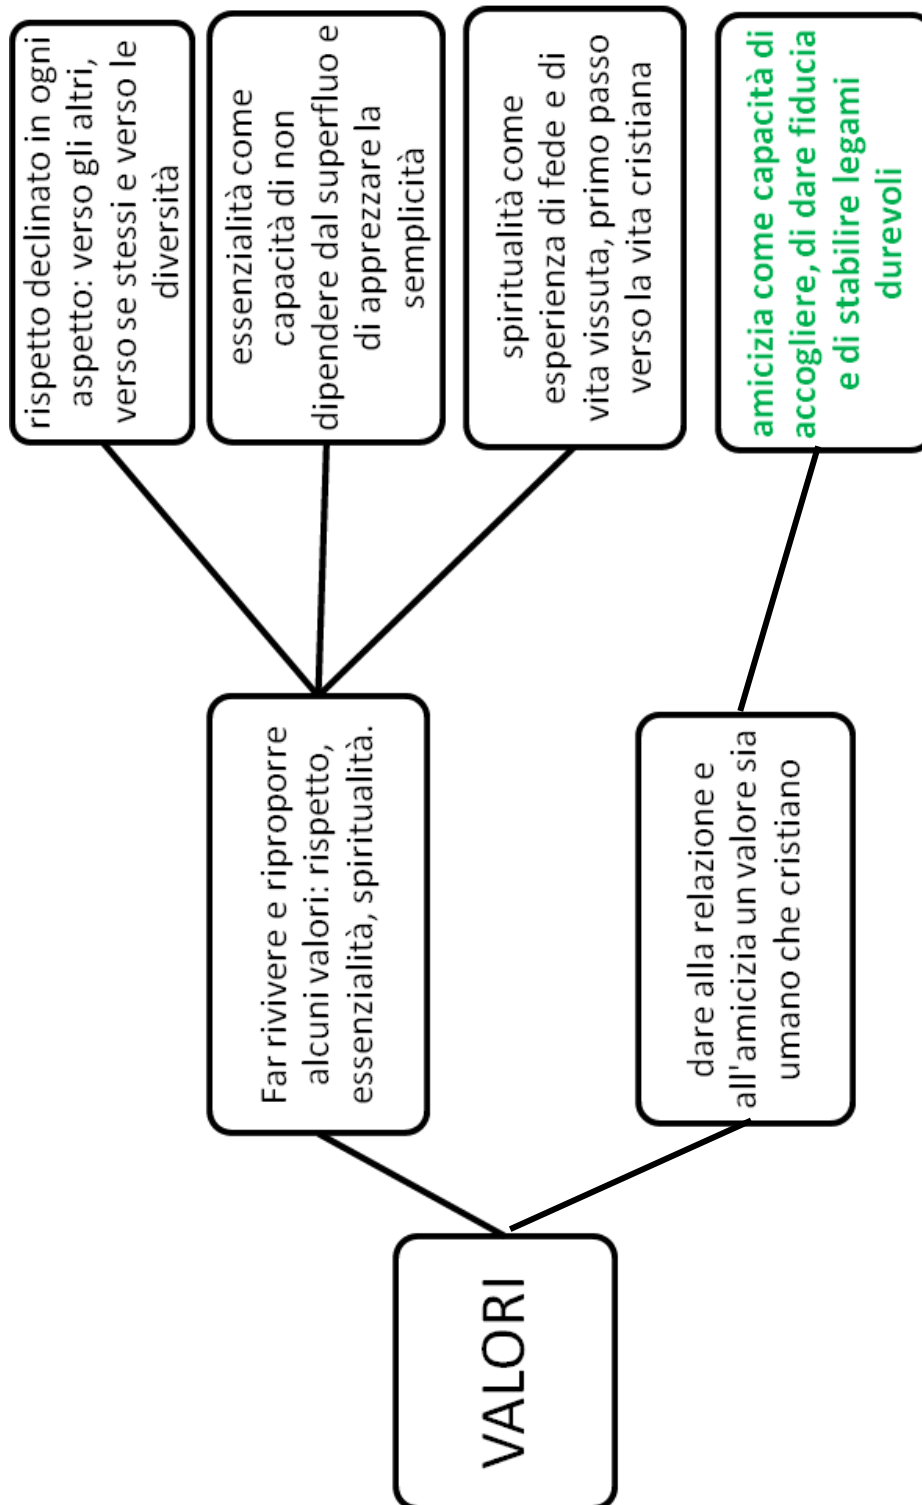 VALORI
Far rivivere e riproporre
alcuni valori: rispetto,
essenzialità, spiritualità.
rispetto declinato in ogni
aspetto: verso gli altri,
verso se stessi e verso le
diversità
essenzialità come
capacità di non
dipendere dal superfluo e
di apprezzare la
semplicità
spiritualità come
esperienza di fede e di
vita vissuta, primo passo
verso la vita cristiana
dare alla relazione e
all'amicizia un valore sia
umano che cristiano
amicizia come capacità di
accogliere, di dare fiducia
e di stabilire legami
durevoli